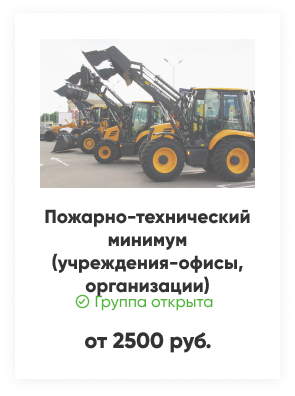 Пожарно-технический
минимум
(учреждения-офисы,
организации)
Группа открыта
от 2500 руб.